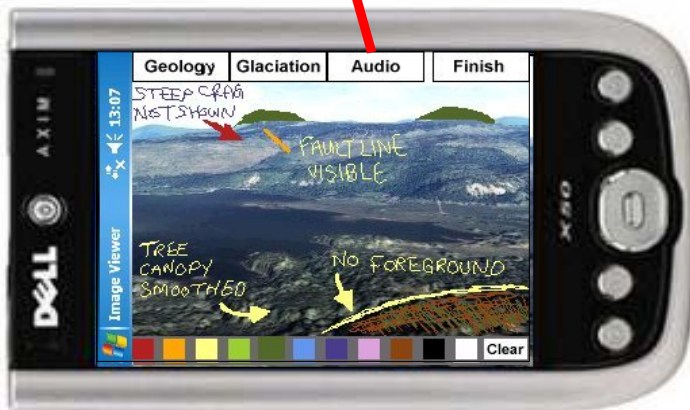 Geology Glaciation Audio Finish
STEEP CRAG
NOT SHOWN
FAULT LINE
VISIBLE
TREE
CANOPY
SMOOTHED
NO FOREGROUND
Clear
Image Viewer
13:07
AXIM
DELL
X50